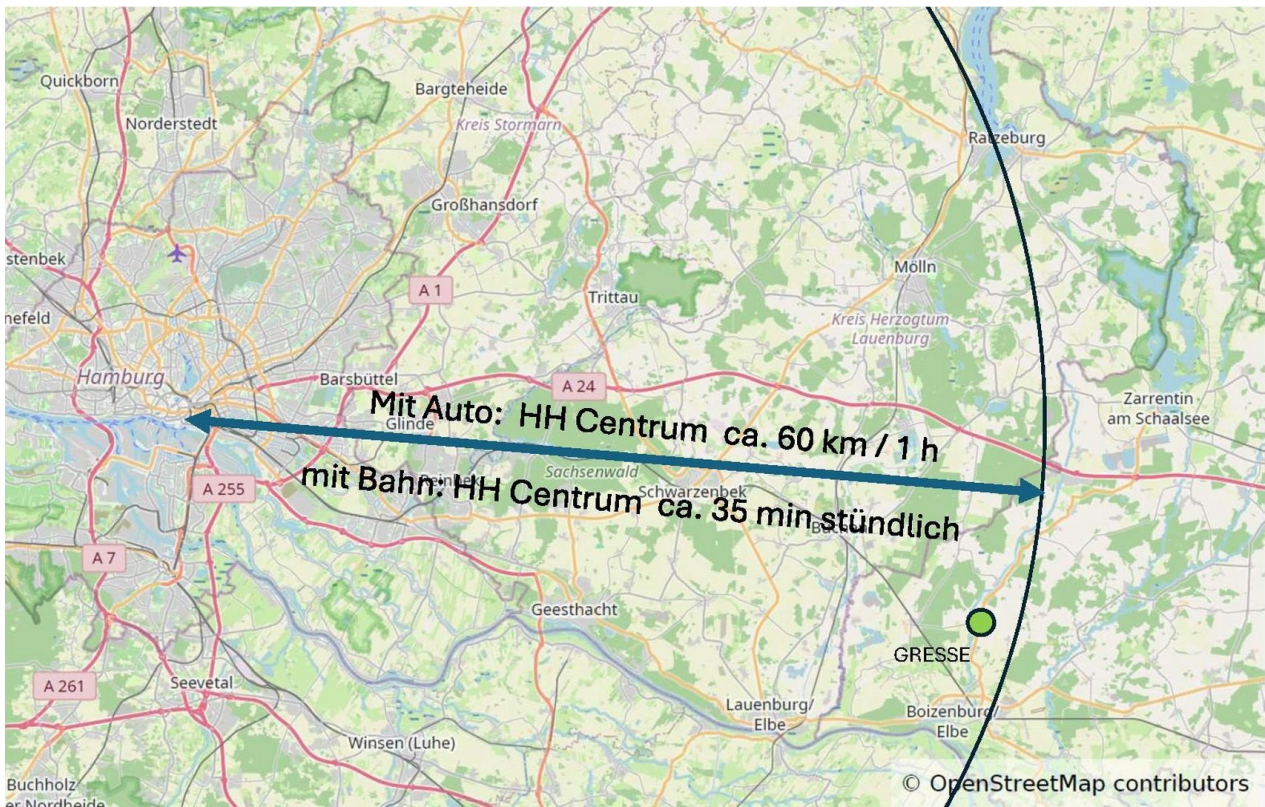 Quickborn
Bargteheide
Norderstedt
Kreis Stormarn
Ratzeburg
Großhansdorf
stenbek
Mölln
A 1
Trittau
nefeld
Kreis Herzogtum
Lauenburg
Hamburg
Barsbüttel
A 24
Zarrentin
am Schaalsee
Mit Auto: HH Centrum ca. 60 km / 1 h
Glinde
Sachsenwald
mit Bahn: HH Centrum ca. 35 min stündlich
Schwarzenbek
A 255
A 7
Geesthacht
GRESSE
A 261
Seevetal
Lauenburg/
Elbe
Boizenburg/
Elbe
Winsen (Luhe)
Buchholz
er Nordheide
© OpenStreetMap contributors